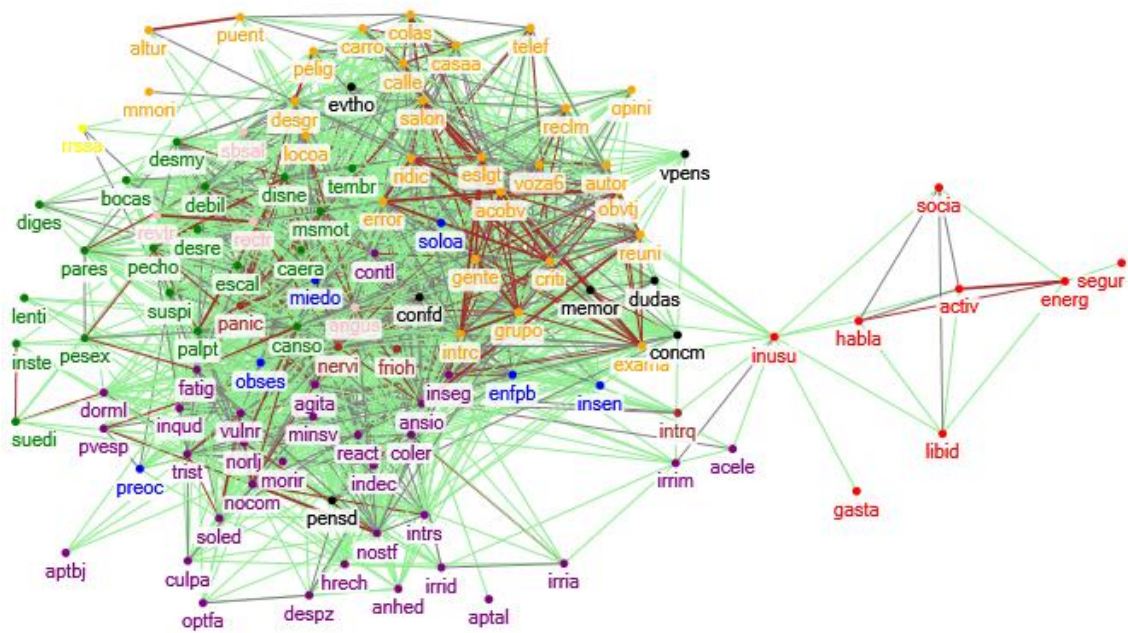 altur
puent
carro
colas
casaa
telef
pelig
calle
mmori
evtho
desgr
salon
reclm
opini
rrssa
sbsal
locoa
desmy
ridic
eslgt
voza6
autor
vpens
bocas
debil
disne
tembr
error
acobv
obvtj
socia
diges
revtr
desre
rectr
msmot
soloa
reuni
pares
pecho
escal
caera
contl
gente
criti
segur
energ
activ
lenti
suspi
miedo
confd
memor
dudas
habla
inste
pesex
palpt
panic
angus
canso
grupo
intrc
concm
exama
inusu
fatig
obses
nervi
frioh
inseg
enfpb
insen
suedi
dorml
inqud
vulnr
agita
minsv
ansio
intrq
pvesp
trist
norlj
react
coler
irrim
acele
libid
preoc
morir
indec
nocom
pensd
gasta
soled
nostf
intrs
aptbj
culpa
hrech
irrid
irria
optfa
despz
anhed
aptal